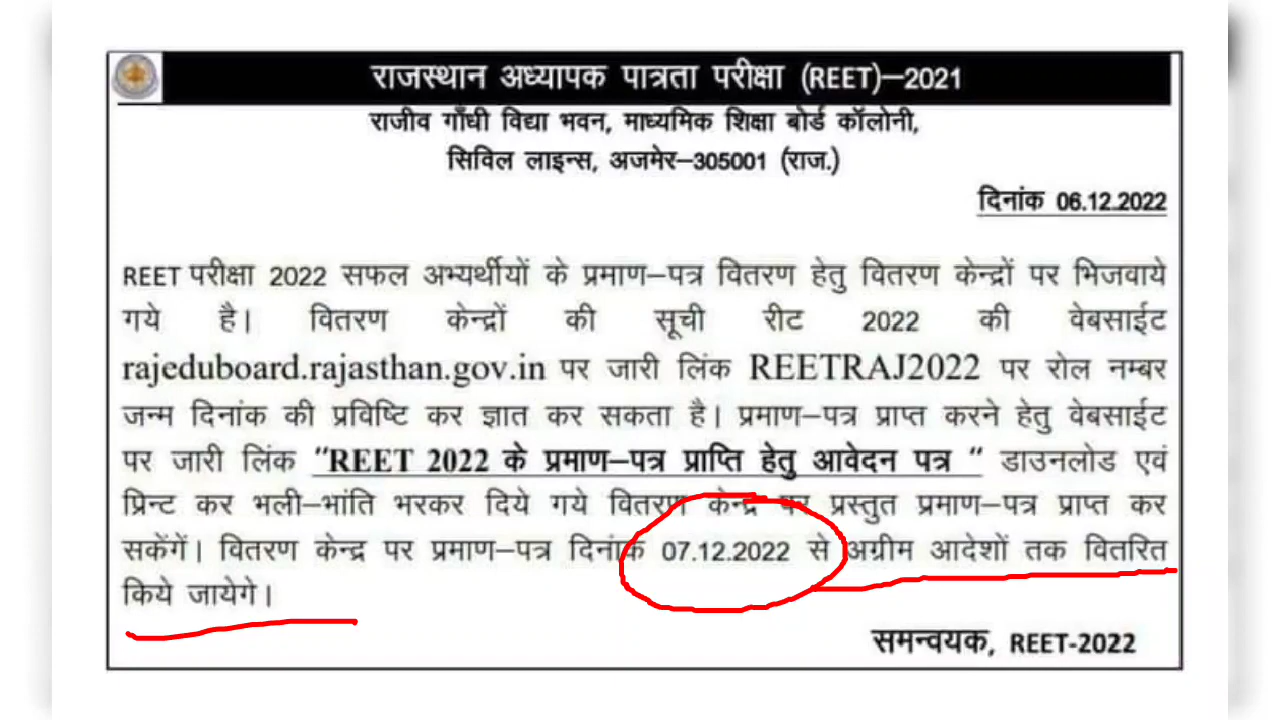 राजस्थान अध्यापक पात्रता परीक्षा (REET)–2021
राजीव गाँधी विद्या भवन, माध्यमिक शिक्षा बोर्ड कॉलोनी,
सिविल लाइन्स, अजमेर–305001 (राज.)
दिनांक 06.12.2022
REET परीक्षा 2022 सफल अभ्यर्थीयों के प्रमाण–पत्र वितरण हेतु वितरण केन्द्रों पर भिजवाये
गये है। वितरण केन्द्रों की सूची रीट 2022 की वेबसाईट
rajeduboard.rajasthan.gov.in पर जारी लिंक REETRAJ2022 पर रोल नम्बर
जन्म दिनांक की प्रविष्टि कर ज्ञात कर सकता है। प्रमाण–पत्र प्राप्त करने हेतु वेबसाईट
पर जारी लिंक "REET 2022 के प्रमाण–पत्र प्राप्ति हेतु आवेदन पत्र " डाउनलोड एवं
प्रिन्ट कर भली–भांति भरकर दिये गये वितरण केन्द्र पर प्रस्तुत प्रमाण–पत्र प्राप्त कर
सकेंगें। वितरण केन्द्र पर प्रमाण–पत्र दिनांक 07.12.2022 से अग्रीम आदेशों तक वितरित
किये जायेगे।
समन्वयक, REET-2022